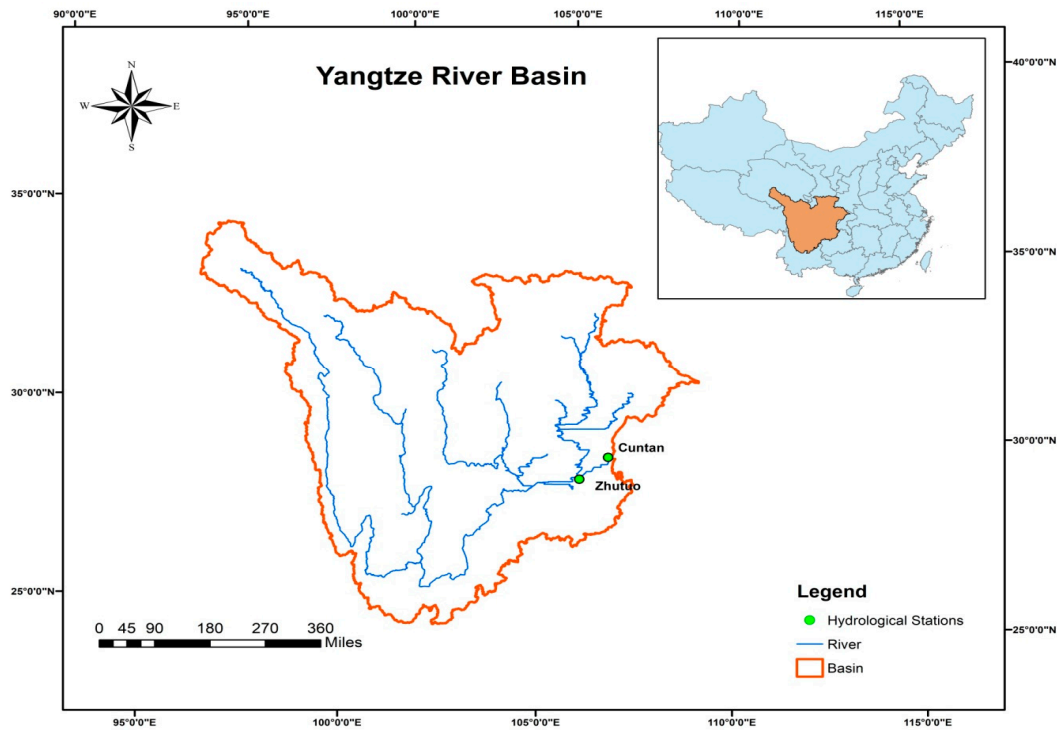 90°0'0"E 95°0'0"E 100°0'0"E 105°0'0"E 110°0'0"E 115°0'0"E
Yangtze River Basin
N
W E
S
40°0'0"N
35°0'0"N
35°0'0"N
30°0'0"N
30°0'0"N
25°0'0"N
25°0'0"N
Cuntan
Zhutuo
0 45 90 180 270 360
Miles
Legend
Hydrological Stations
River
Basin
95°0'0"E 100°0'0"E 105°0'0"E 110°0'0"E 115°0'0"E